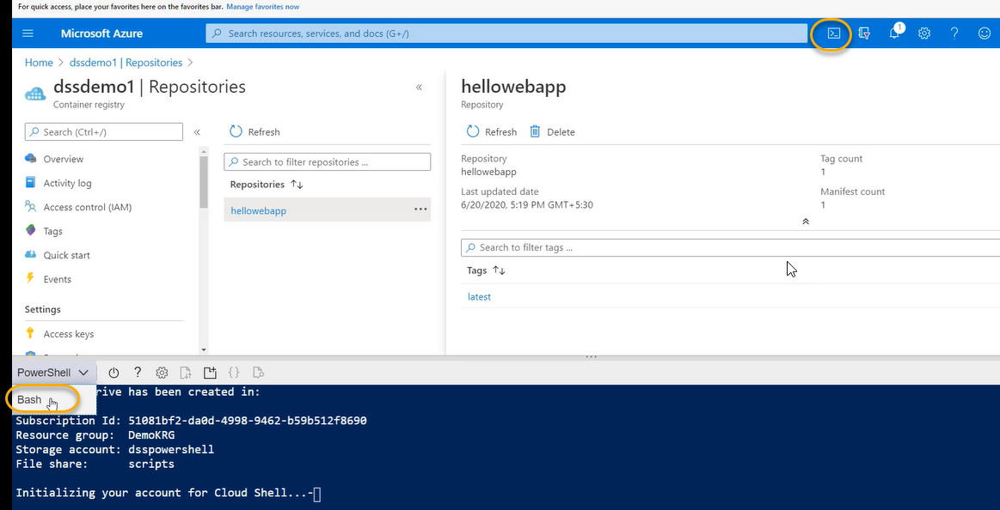 For quick access, place your favorites here on the favorites bar. Manage favorites now
Microsoft Azure
Search resources, services, and docs (G+/)
1
Home > dssdemo1 | Repositories >
dssdemo1 | Repositories
Container registry
Search (Ctrl+/)
Overview
Activity log
Access control (IAM)
Tags
Quick start
Events
Settings
Access keys
Refresh
Search to filter repositories ...
Repositories
hellowebapp
hellowebapp
Repository
Refresh
Delete
Repository
hellowebapp
Tag count
1
Last updated date
6/20/2020, 5:19 PM GMT+5:30
Manifest count
1
Search to filter tags ...
Tags
latest
PowerShell
Bash
rive has been created in:
Subscription Id: 51081bf2-da0d-4998-9462-b59b512f8690
Resource group: DemoKRG
Storage account: dsspowershell
File share: scripts
Initializing your account for Cloud Shell...-